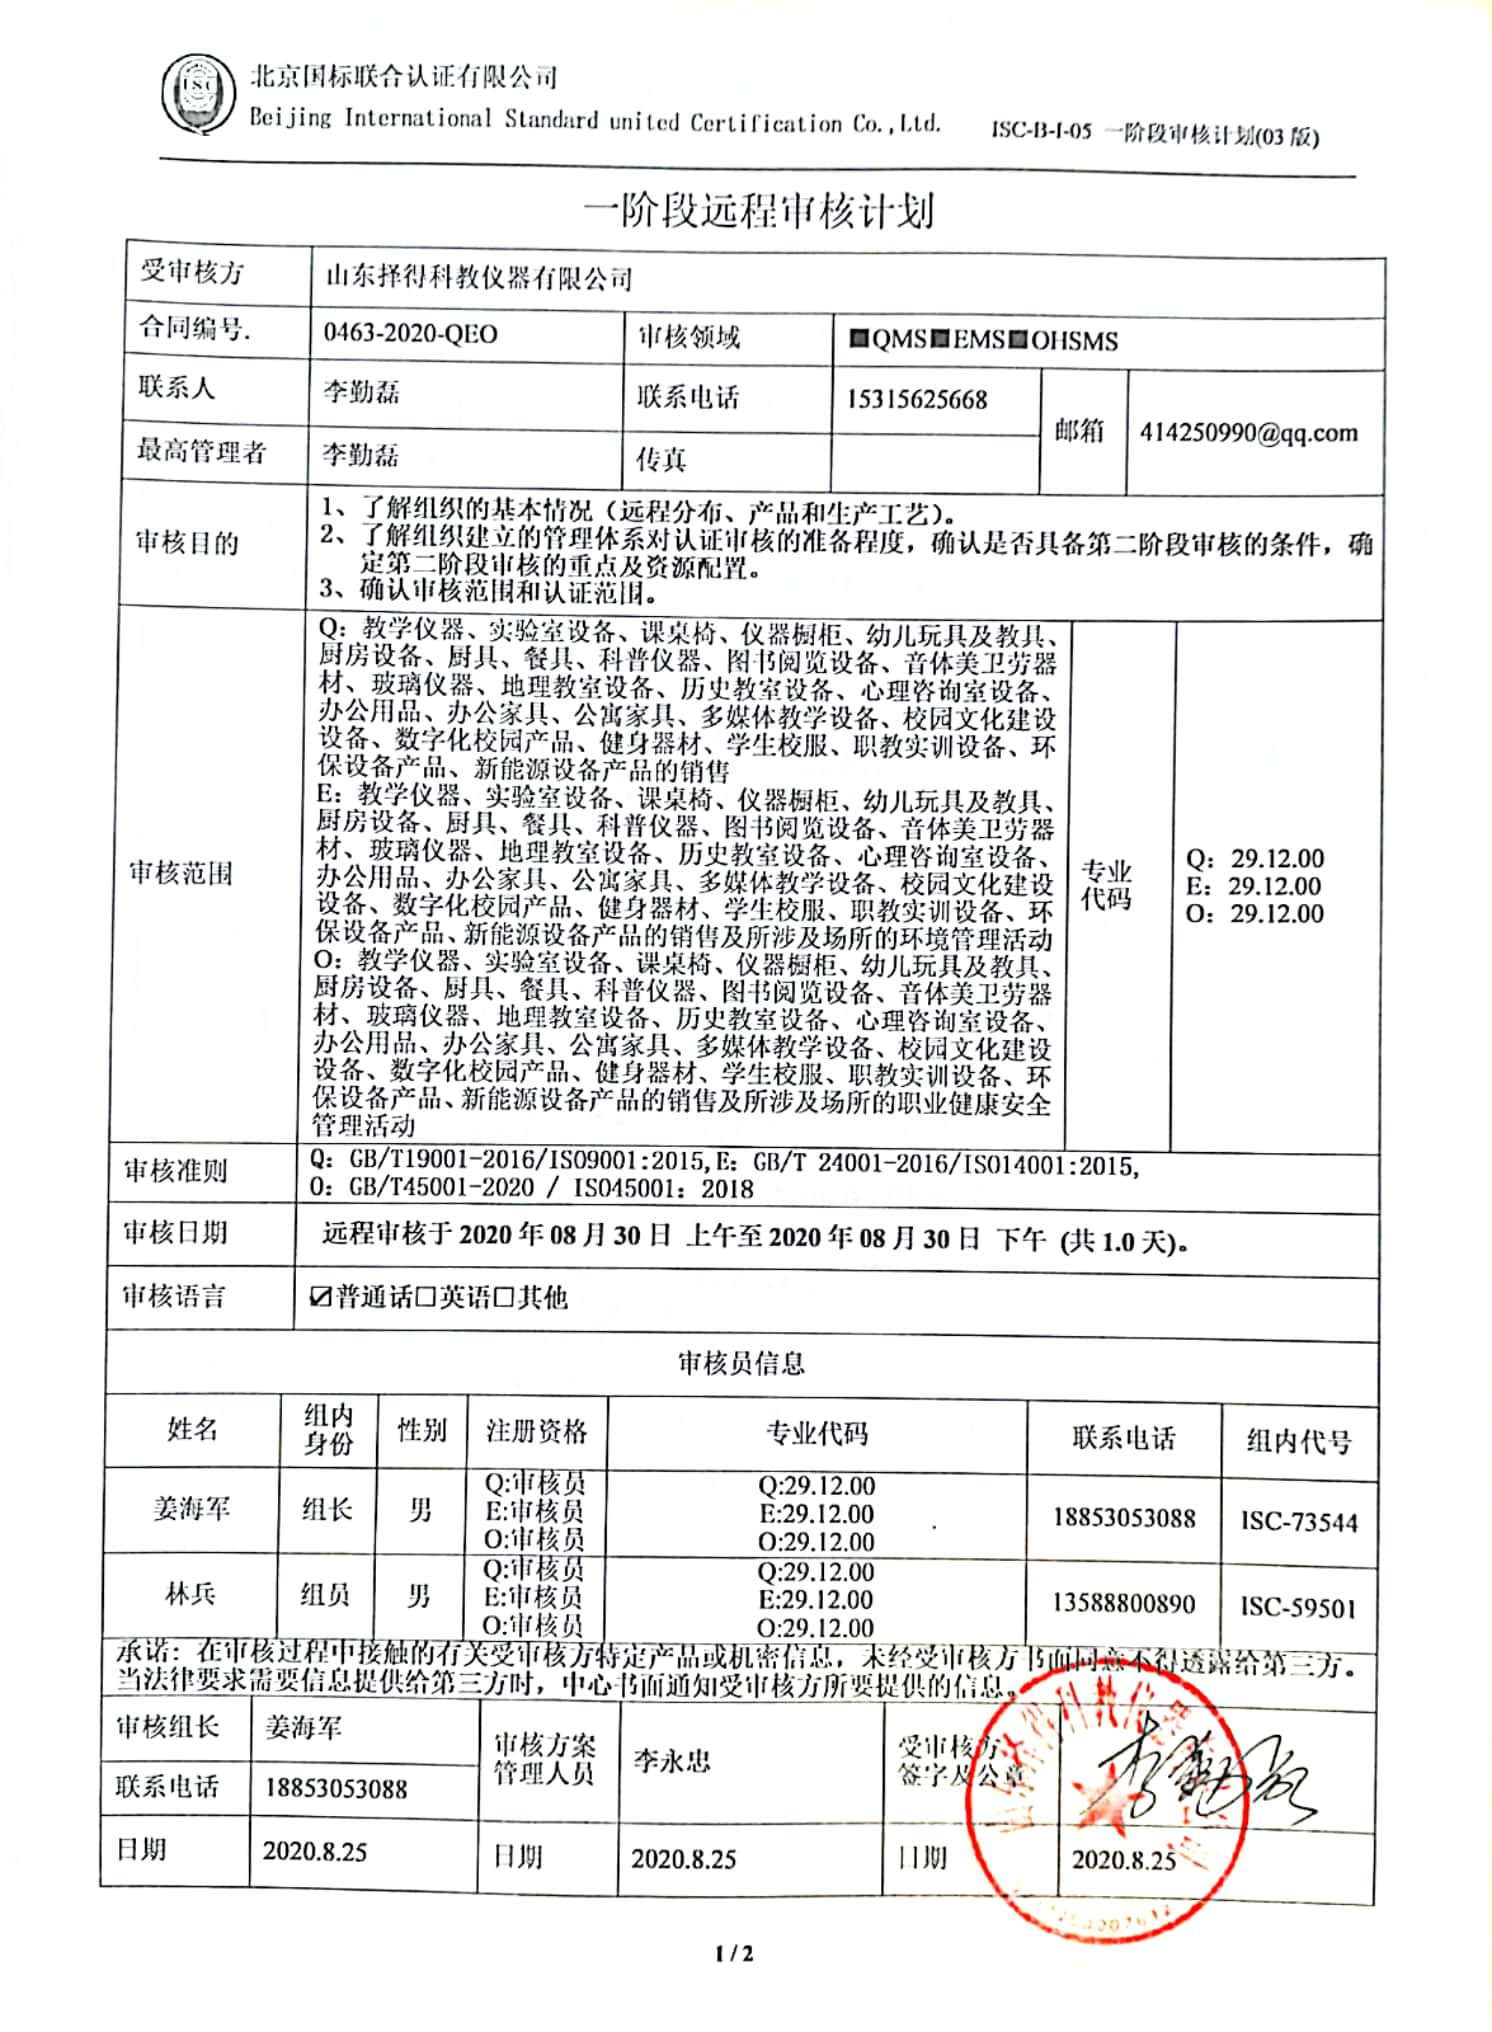 北京国标联合认证有限公司
Beijing International Standard united Certification Co.,Ltd.
ISC-B-I-05 一阶段审核计划(03 版)
一阶段远程审核计划
受审核方 山东择得科教仪器有限公司
合同编号. 0463-2020-QEO 审核领域 ■QMS■EMS■OHSMS
联系人 李勤磊 联系电话 15315625668 邮箱 414250990@qq.com
最高管理者 李勤磊 传真
审核目的
1、了解组织的基本情况（远程分布、产品和生产工艺）。
2、了解组织建立的管理体系对认证审核的准备程度，确认是否具备第二阶段审核的条件，确
定第二阶段审核的重点及资源配置。
3、确认审核范围和认证范围。
审核范围
Q：教学仪器、实验室设备、课桌椅、仪器橱柜、幼儿玩具及教具、
厨房设备、厨具、餐具、科普仪器、图书阅览设备、音体美卫劳器
材、玻璃仪器、地理教室设备、历史教室设备、心理咨询室设备、
办公用品、办公家具、公寓家具、多媒体教学设备、校园文化建设
设备、数字化校园产品、健身器材、学生校服、职教实训设备、环
保设备产品、新能源设备产品的销售
E：教学仪器、实验室设备、课桌椅、仪器橱柜、幼儿玩具及教具、
厨房设备、厨具、餐具、科普仪器、图书阅览设备、音体美卫劳器
材、玻璃仪器、地理教室设备、历史教室设备、心理咨询室设备、
办公用品、办公家具、公寓家具、多媒体教学设备、校园文化建设
设备、数字化校园产品、健身器材、学生校服、职教实训设备、环
保设备产品、新能源设备产品的销售及所涉及场所的环境管理活动
O：教学仪器、实验室设备、课桌椅、仪器橱柜、幼儿玩具及教具、
厨房设备、厨具、餐具、科普仪器、图书阅览设备、音体美卫劳器
材、玻璃仪器、地理教室设备、历史教室设备、心理咨询室设备、
办公用品、办公家具、公寓家具、多媒体教学设备、校园文化建设
设备、数字化校园产品、健身器材、学生校服、职教实训设备、环
保设备产品、新能源设备产品的销售及所涉及场所的职业健康安全
管理活动
专业
代码
Q：29.12.00
E：29.12.00
O：29.12.00
审核准则
Q：GB/T19001-2016/ISO9001:2015,E：GB/T 24001-2016/ISO14001:2015,
O：GB/T45001-2020 / ISO45001：2018
审核日期 远程审核于 2020 年 08 月 30 日 上午至 2020 年 08 月 30 日 下午 (共 1.0 天)。
审核语言 ☑普通话□英语□其他
审核员信息
姓名 组内身份 性别 注册资格 专业代码 联系电话 组内代号
姜海军 组长 男
Q:审核员
E:审核员
O:审核员
Q:29.12.00
E:29.12.00
O:29.12.00
18853053088 ISC-73544
林兵 组员 男
Q:审核员
E:审核员
O:审核员
Q:29.12.00
E:29.12.00
O:29.12.00
13588800890 ISC-59501
承诺：在审核过程中接触的有关受审核方特定产品或机密信息，未经受审核方书面同意不得透露给第三方。
当法律要求需要信息提供给第三方时，中心书面通知受审核方所要提供的信息。
审核组长 姜海军
联系电话 18853053088
审核方案
管理人员
李永忠
受审核方
签字及公章
李勤磊
日期 2020.8.25 日期 2020.8.25 日期 2020.8.25
1 / 2